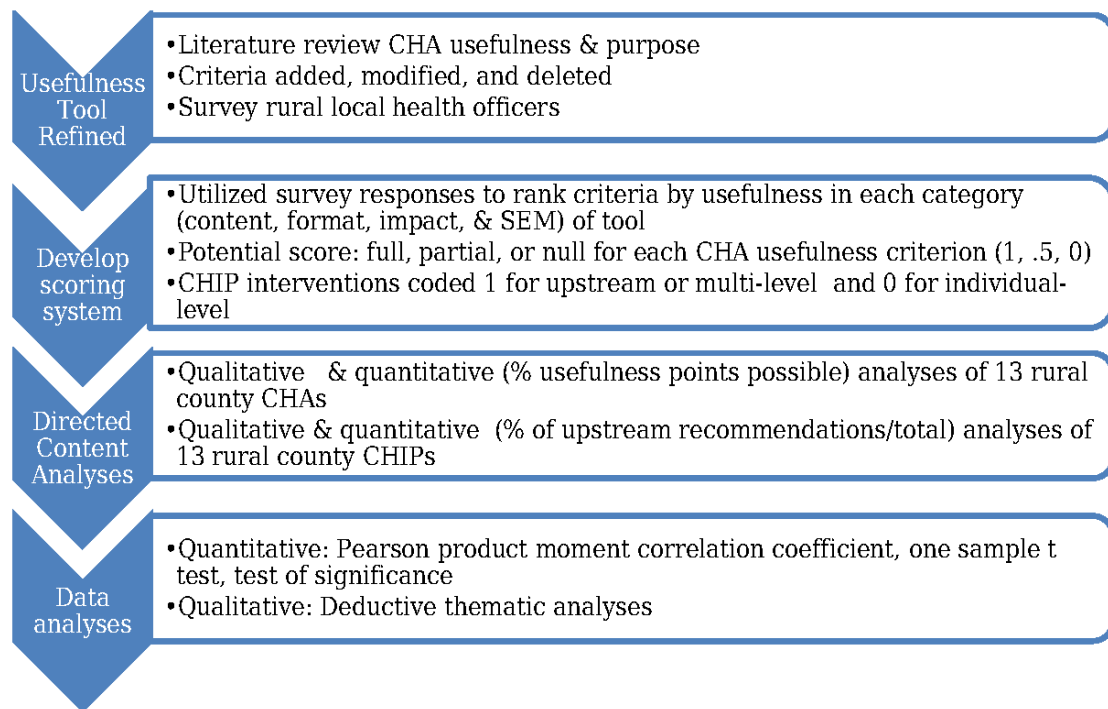 Usefulness
Tool
Refined
•Literature review CHA usefulness & purpose
•Criteria added, modified, and deleted
•Survey rural local health officers
Develop
scoring
system
•Utilized survey responses to rank criteria by usefulness in each category
(content, format, impact, & SEM) of tool
•Potential score: full, partial, or null for each CHA usefulness criterion (1, .5, 0)
•CHIP interventions coded 1 for upstream or multi-level and 0 for individual-
level
Directed
Content
Analyses
•Qualitative & quantitative (% usefulness points possible) analyses of 13 rural
county CHAs
•Qualitative & quantitative (% of upstream recommendations/total) analyses of
13 rural county CHIPs
Data
analyses
•Quantitative: Pearson product moment correlation coefficient, one sample t
test, test of significance
•Qualitative: Deductive thematic analyses